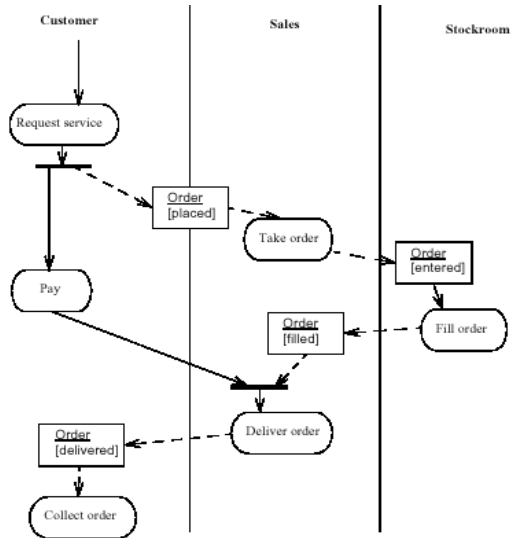 Customer
Sales
Stockroom
Request service
Order
[placed]
Take order
Order
[entered]
Pay
Order
[filled]
Fill order
Deliver order
Order
[delivered]
Collect order